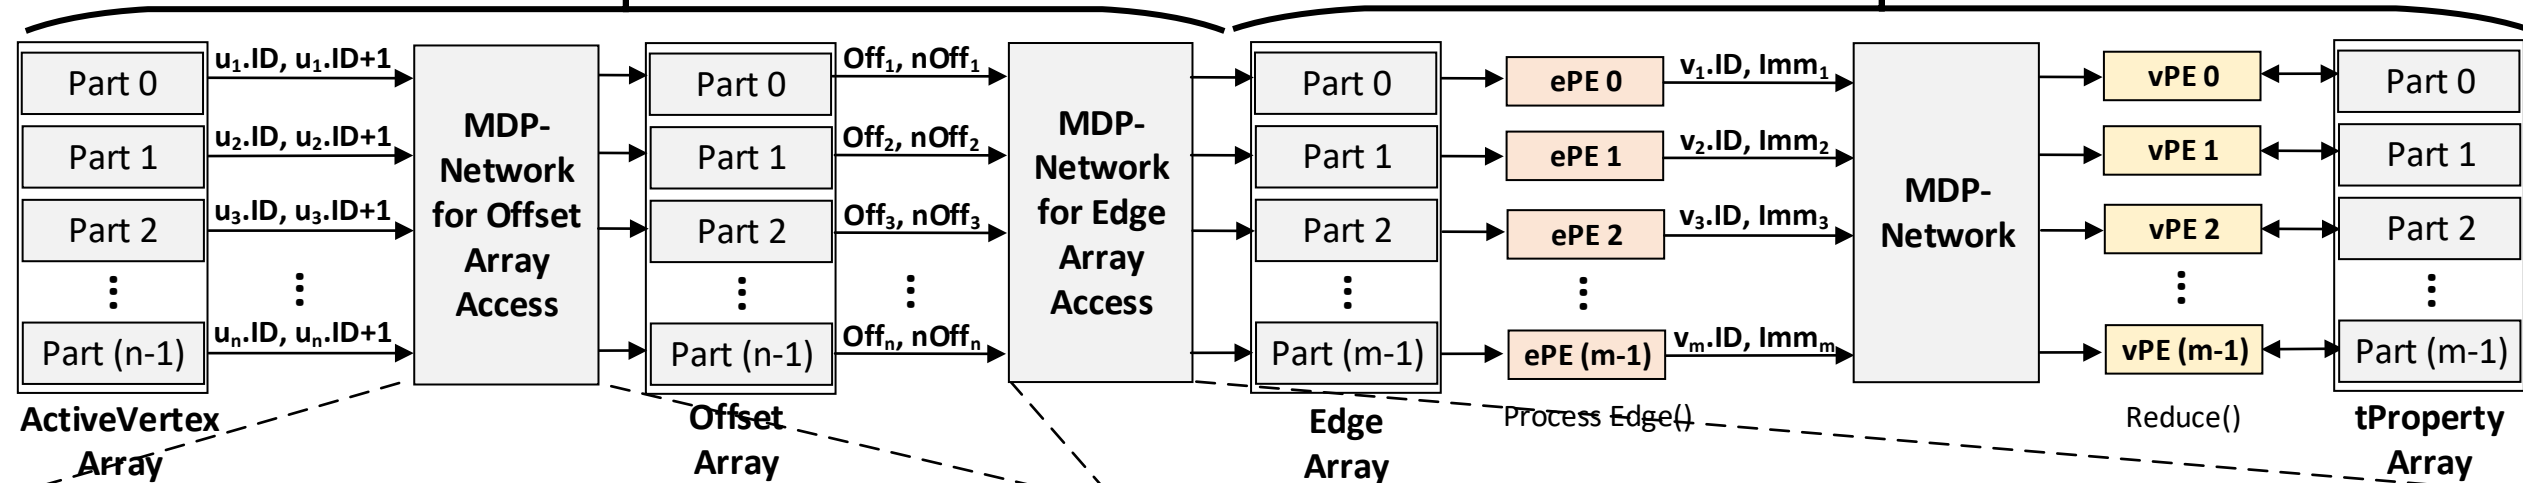 Part 0
Part 1
Part 2
⋮
Part (n-1)
ActiveVertex
Array
u₁.ID, u₁.ID+1
u₂.ID, u₂.ID+1
u₃.ID, u₃.ID+1
⋮
uₙ.ID, uₙ.ID+1
MDP-
Network
for Offset
Array
Access
Part 0
Part 1
Part 2
⋮
Part (n-1)
Offset
Array
Off₁, nOff₁
Off₂, nOff₂
Off₃, nOff₃
⋮
Offₙ, nOffₙ
MDP-
Network
for Edge
Array
Access
Part 0
Part 1
Part 2
⋮
Part (m-1)
Edge
Array
ePE 0
ePE 1
ePE 2
⋮
ePE (m-1)
Process Edge()
v₁.ID, Imm₁
v₂.ID, Imm₂
v₃.ID, Imm₃
vₘ.ID, Immₘ
MDP-
Network
vPE 0
vPE 1
vPE 2
⋮
vPE (m-1)
Reduce()
Part 0
Part 1
Part 2
⋮
Part (m-1)
tProperty
Array